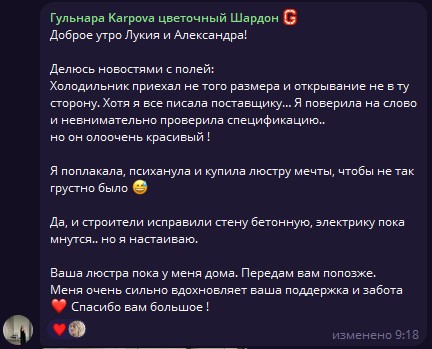 Гульнара Karpova цветочный Шардон G
Доброе утро Лукия и Александра!
Делюсь новостями с полей:
Холодильник приехал не того размера и открывание не в ту
сторону. Хотя я все писала поставщику... Я поверила на слово
и невнимательно проверила спецификацию..
но он олоочень красивый !
Я поплакала, психанула и купила люстру мечты, чтобы не так
грустно было 😅
Да, и строители исправили стену бетонную, электрику пока
мнутся.. но я настаиваю.
Ваша люстра пока у меня дома. Передам вам попозже.
Меня очень сильно вдохновляет ваша поддержка и забота
❤️ Спасибо вам большое !
изменено 9:18